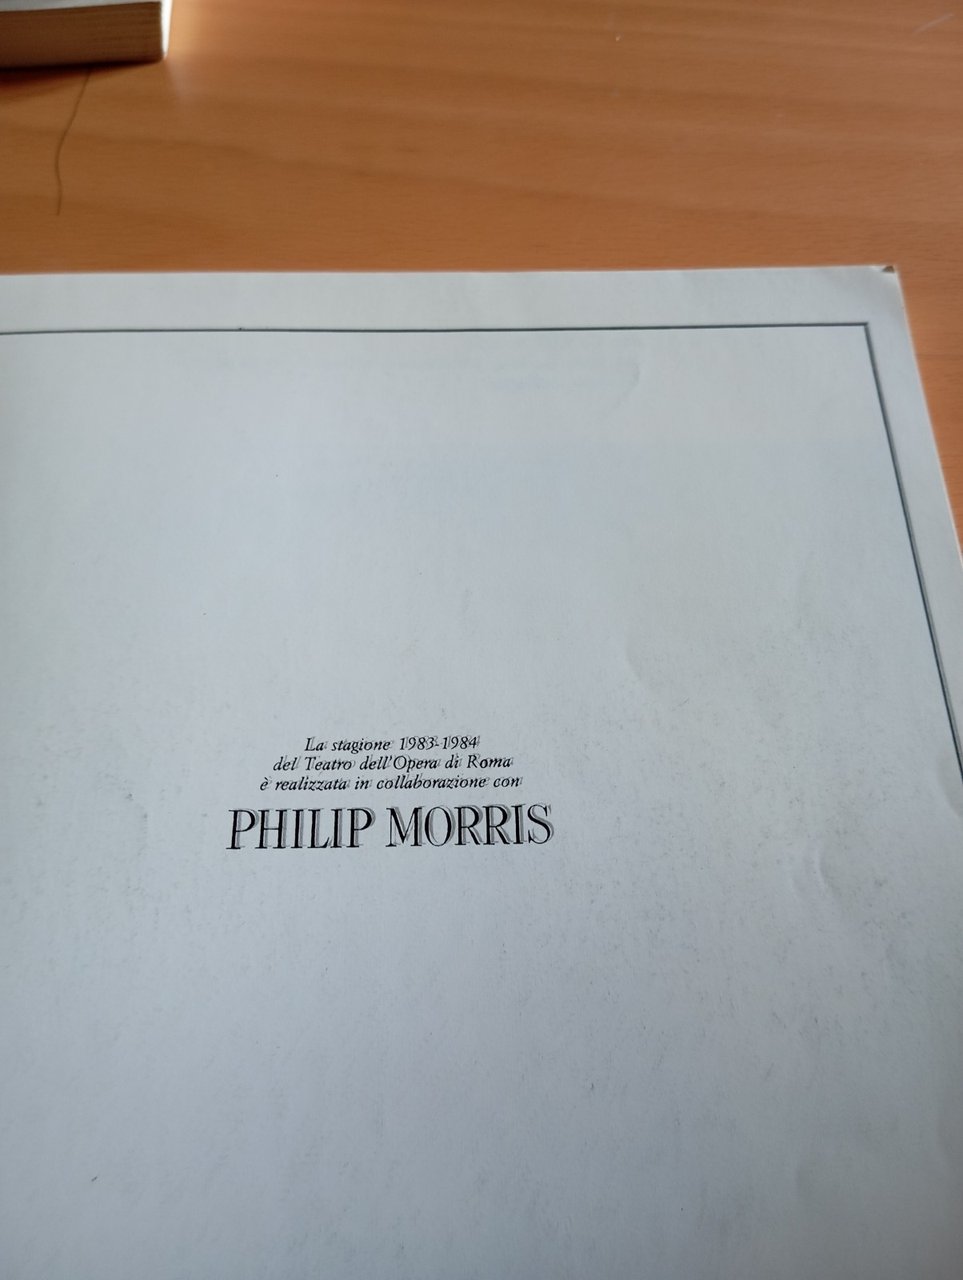 La stagione 1983-1984
del Teatro dell'Opera di Roma
è realizzata in collaborazione con
PHILIP MORRIS